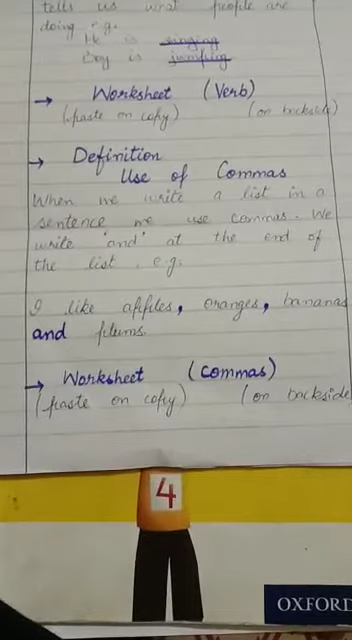 tells us what people are
doing e.g.
He is singing
Boy is jumping
→ Worksheet (Verb)
(paste on copy) (on backside)
→ Definition
Use of Commas
When we write a list in a
sentence we use commas. We
write 'and' at the end of
the list. e.g.
I like apples, oranges, bananas
and plums.
→ Worksheet (Commas)
(paste on copy) (on backside
4
OXFORD